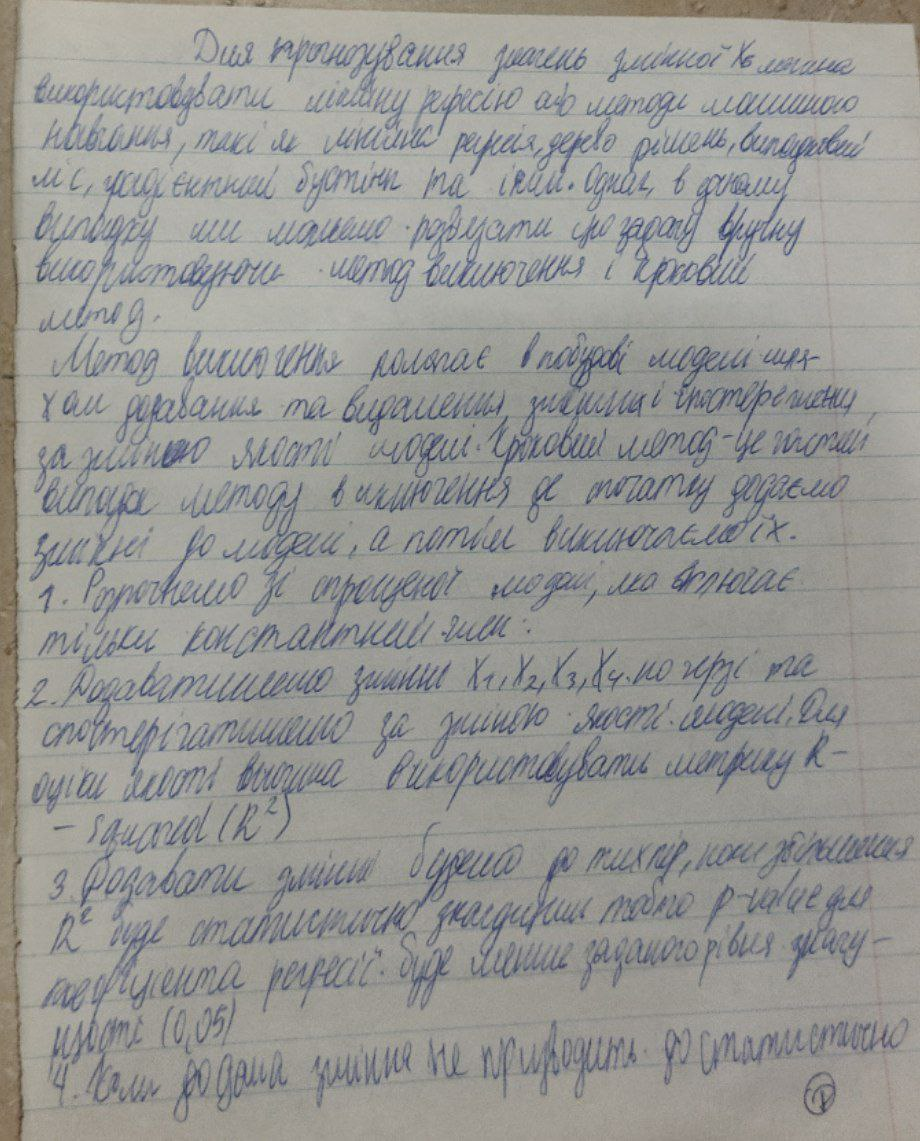 Для прогнозування значень змінної X₆ можна
використовувати лінійну регресію або методи машинного
навчання, такі як лінійна регресія, дерево рішень, випадковий
ліс, градієнтний бустінг та інші. Однак, в даному
випадку ми можемо розвязати цю задачу вручну
використовуючи метод виключення і кроковий
метод.
Метод виключення полягає в побудові моделі шля-
хом додавання та видалення змінних і спостереження
за зміною якості моделі. Кроковий метод - це частний
випадок методу виключення де спочатку додаємо
змінні до моделі, а потім виключаємо їх.
1. Розпочнемо зі спрощеної моделі, яка включає
тільки константний член.
2. Додаватимемо змінні X₁, X₂, X₃, X₄ по черзі та
спостерігатимемо за зміною якості моделі. Для
оцінки якості можна використовувати метрику R-
- squared (R²)
3. Додавати змінні будемо до тих пір, поки збільшення
R² буде статистично значущим тобто p-value для
коефіцієнта регресії буде менше заданого рівня значу-
щості (0,05)
4. Коли додана змінна не призводить до статистично
1